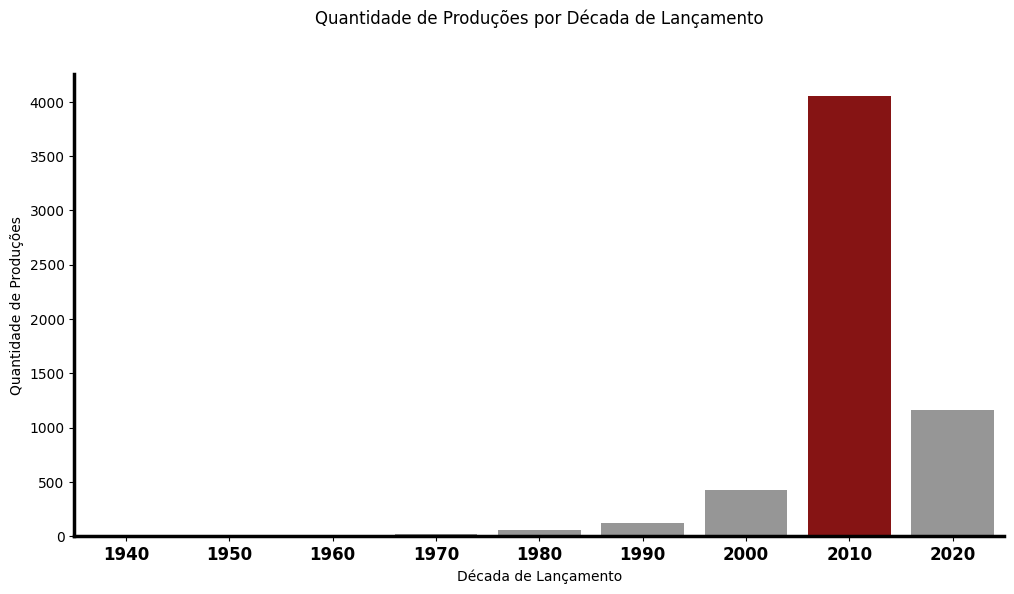 Quantidade de Produções por Década de Lançamento
4000
3500
3000
2500
2000
1500
1000
500
0
Quantidade de Produções
1940 1950 1960 1970 1980 1990 2000 2010 2020
Década de Lançamento